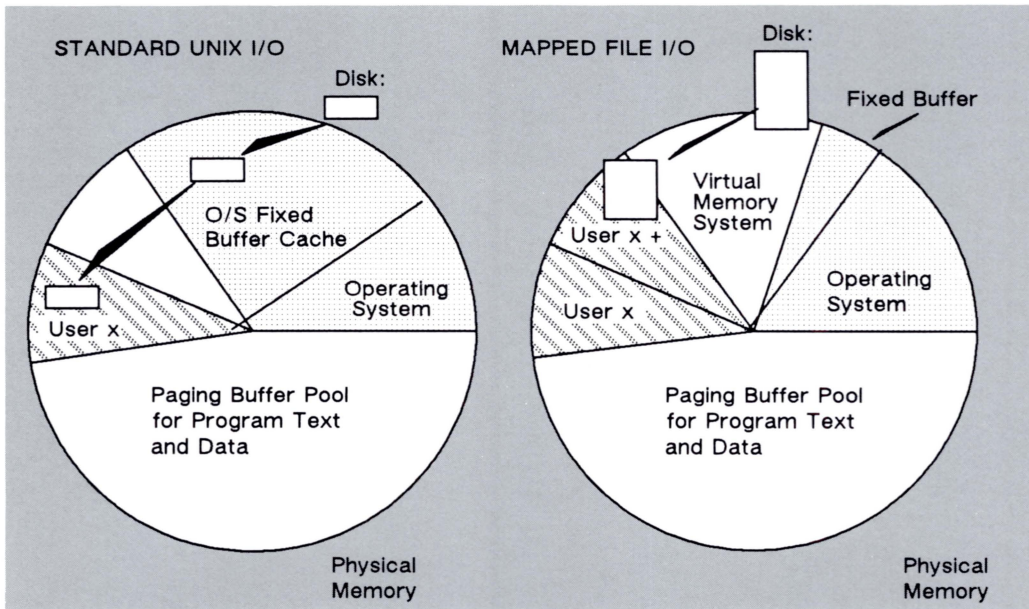 STANDARD UNIX I/O
Disk:
O/S Fixed
Buffer Cache
Operating
System
User x
Paging Buffer Pool
for Program Text
and Data
Physical
Memory
MAPPED FILE I/O
Disk:
Fixed Buffer
Virtual
Memory
System
User x +
Operating
System
User x
Paging Buffer Pool
for Program Text
and Data
Physical
Memory